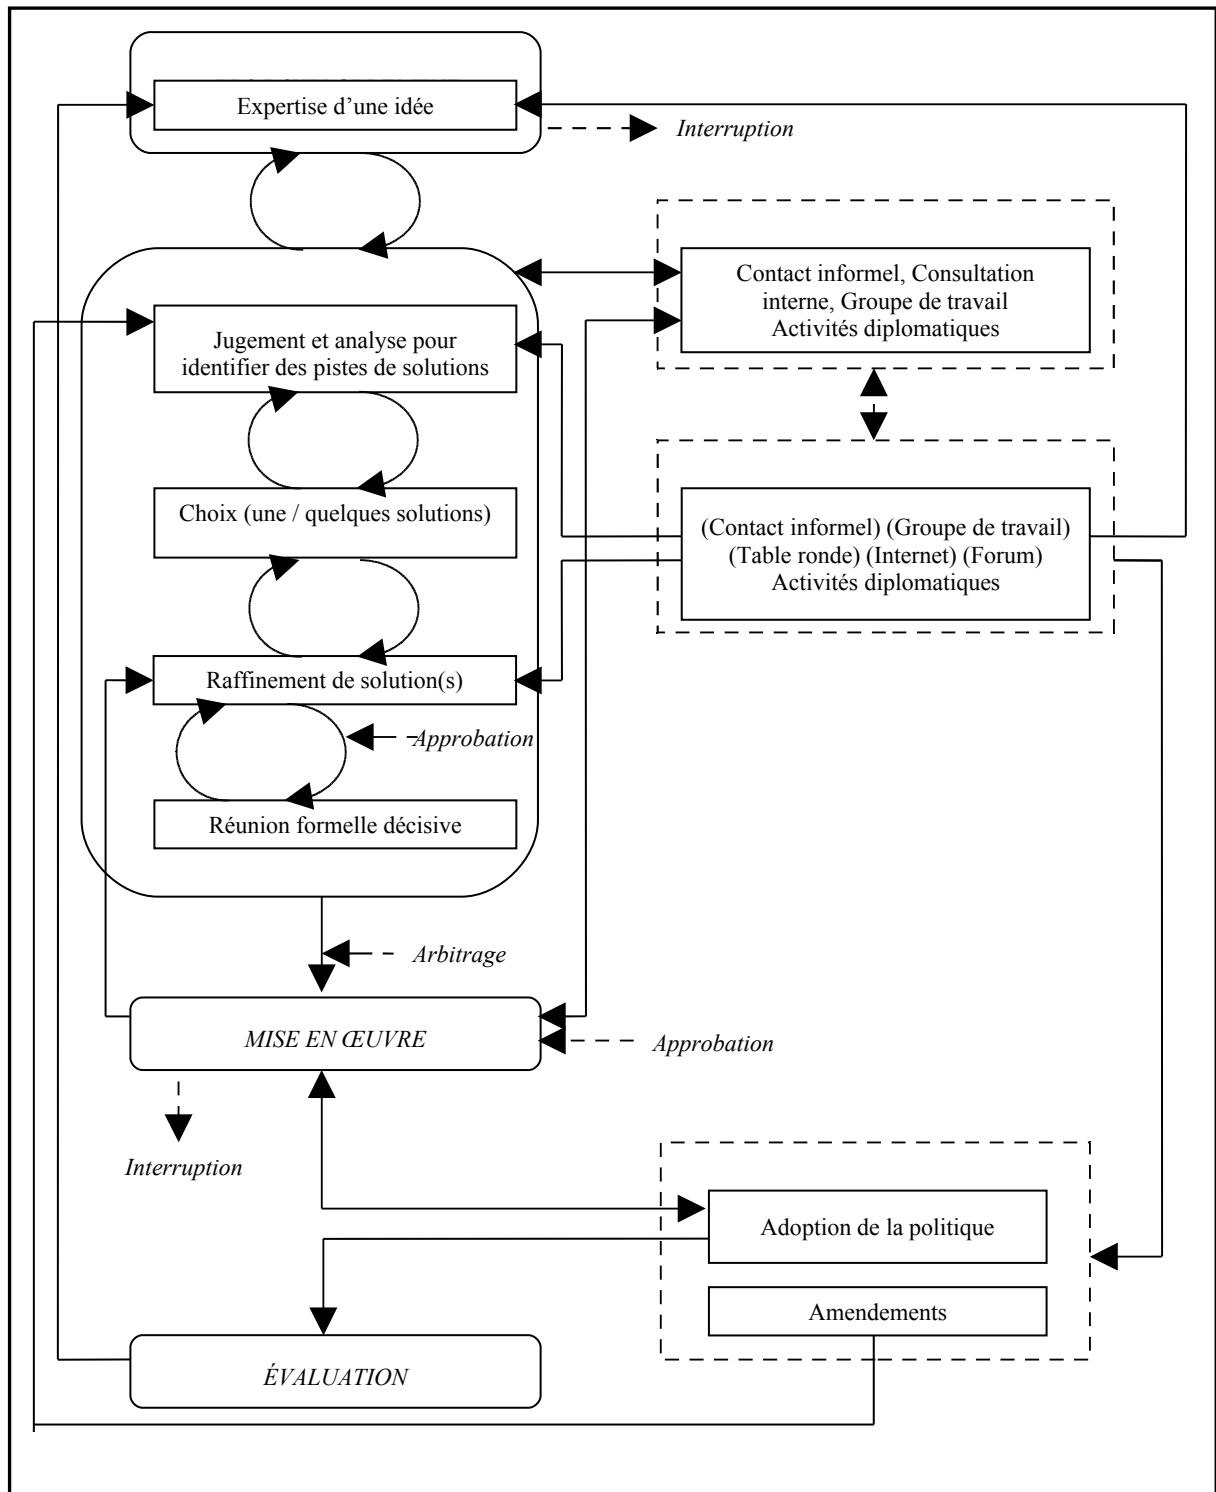 Expertise d’une idée
Interruption
Contact informel, Consultation
interne, Groupe de travail
Activités diplomatiques
Jugement et analyse pour
identifier des pistes de solutions
Choix (une / quelques solutions)
(Contact informel) (Groupe de travail)
(Table ronde) (Internet) (Forum)
Activités diplomatiques
Raffinement de solution(s)
Approbation
Réunion formelle décisive
Arbitrage
MISE EN ŒUVRE
Approbation
Interruption
Adoption de la politique
Amendements
ÉVALUATION